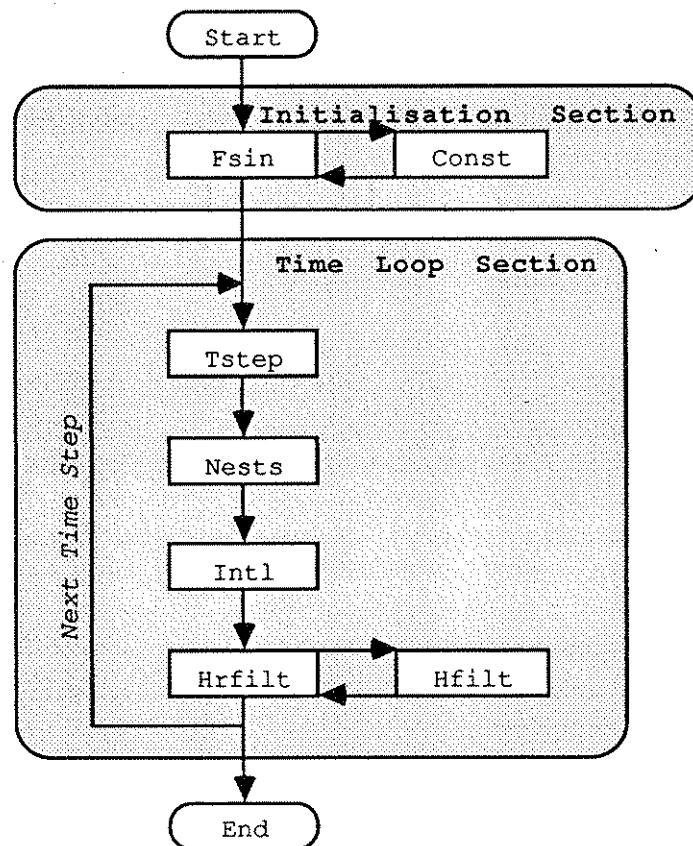 Start
Initialisation Section
Fsin
Const
Time Loop Section
Tstep
Nests
Next Time Step
Intl
Hrfilt
Hfilt
End